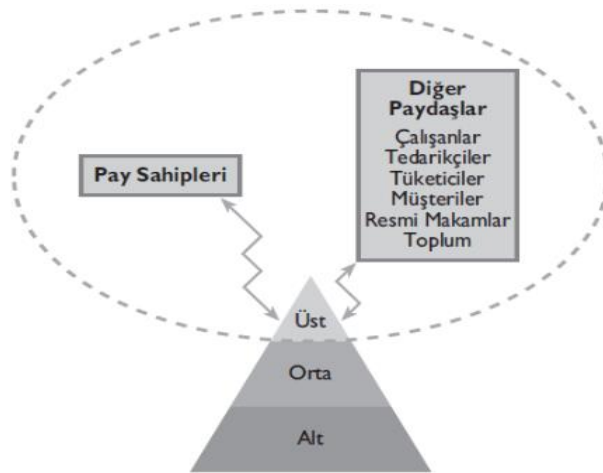 Pay Sahipleri
Diğer
Paydaşlar
Çalışanlar
Tedarikçiler
Tüketiciler
Müşteriler
Resmi Makamlar
Toplum
Üst
Orta
Alt